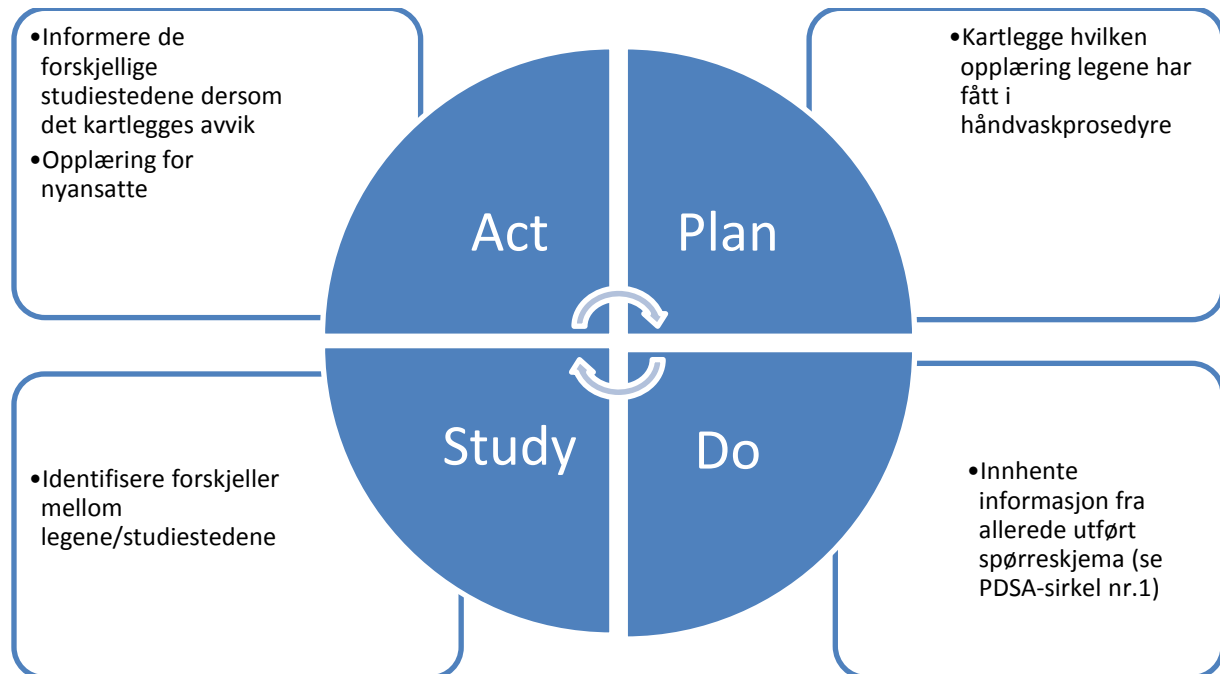 •Informere de
forskjellige
studiestedene dersom
det kartlegges avvik
•Opplæring for
nyansatte
•Kartlegge hvilken
opplæring legene har
fått i
håndvaskprosedyre
Act
Plan
Study
Do
•Identifisere forskjeller
mellom
legene/studiestedene
•Innhente
informasjon fra
allerede utført
spørreskjema (se
PDSA-sirkel nr.1)